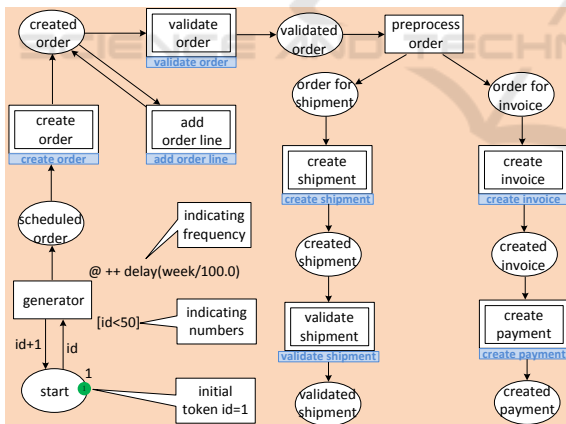 SCIENCE AND TECHN
created
order
validate
order
validate order
validated
order
preprocess
order
order for
shipment
order for
invoice
create
order
create order
add
order line
add order line
create
shipment
create shipment
create
invoice
create invoice
scheduled
order
indicating
frequency
@ ++ delay(week/100.0)
created
shipment
created
invoice
generator
[id<50]
indicating
numbers
validate
shipment
validate shipment
create
payment
create payment
id+1
id
1
start
initial
token id=1
validated
shipment
created
payment